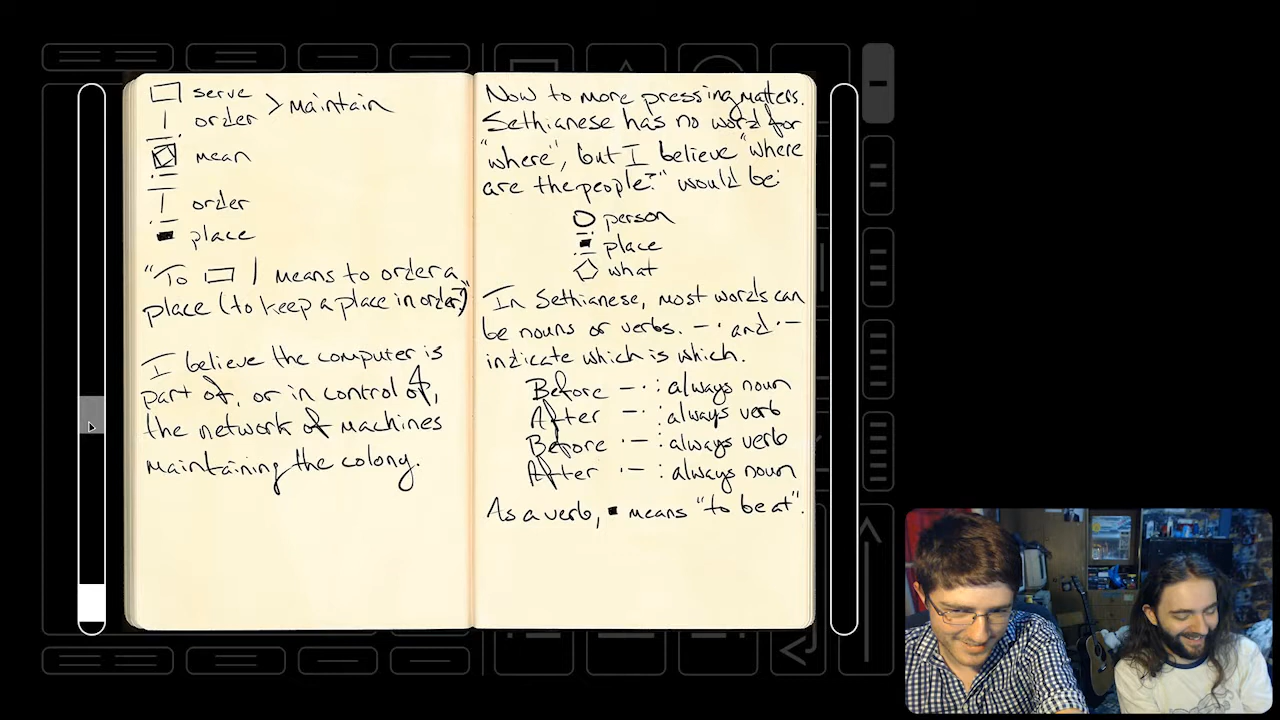 serve
order > maintain
mean
order
place
"To ▭ | means to order a
place (to keep a place in order)"
I believe the computer is
part of, or in control of,
the network of machines
maintaining the colony.
Now to more pressing matters.
Sethianese has no word for
"where", but I believe "where
are the people?" would be:
person
place
what
In Sethianese, most words can
be nouns or verbs. —· and ·—
indicate which is which.
Before —· : always noun
After —· : always verb
Before ·— : always verb
After ·— : always noun
As a verb, ■ means "to be at".